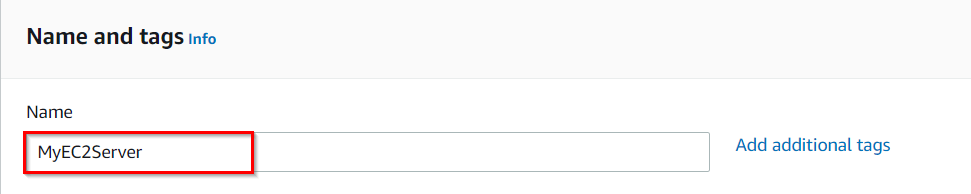 Name and tags Info
Name
MyEC2Server
Add additional tags